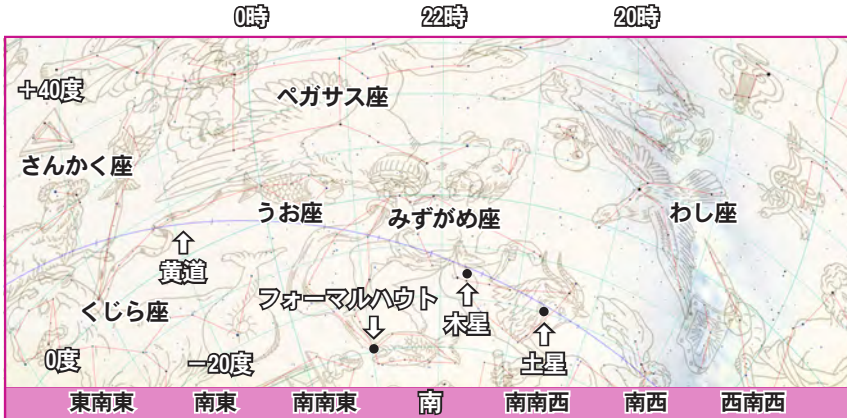 0時 22時 20時
+40度
ペガサス座
さんかく座
うお座
みずがめ座
わし座
黄道
フォーマルハウト
木星
くじら座
土星
0度
−20度
東南東 南東 南南東 南 南南西 南西 西南西